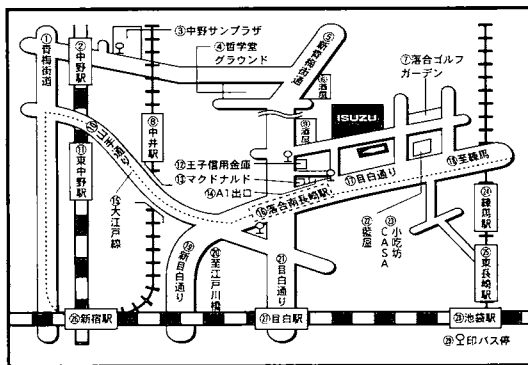 ①青梅街道
②中野駅
③中野サンプラザ
④哲学堂
グラウンド
⑤新青梅街道
⑥酒屋
⑦落合ゴルフ
ガーデン
⑧中井駅
⑨酒屋
ISUZU
⑩山手通り
⑪東中野駅
⑫王子信用金庫
⑬マクドナルド
⑭A1出口
⑮大江戸線
⑯落合南長崎駅
⑰目白通り
⑱至練馬
⑲新目白通り
⑳至江戸川橋
㉑目白通り
㉒藍屋
㉓小吃坊
CASA
㉔練馬駅
㉕東長崎駅
㉖新宿駅
㉗目白駅
㉘池袋駅
㉙印バス停